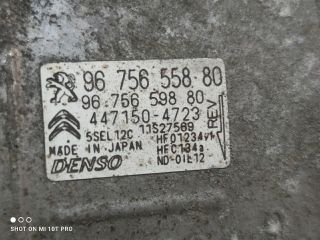 96 756 558 80
96 756 598 80
447150-4723
5SEL12C 11S27569
MADE IN JAPAN
HFC134a
DENSO
ND-OIL12
REV
SHOT ON MI 10T PRO